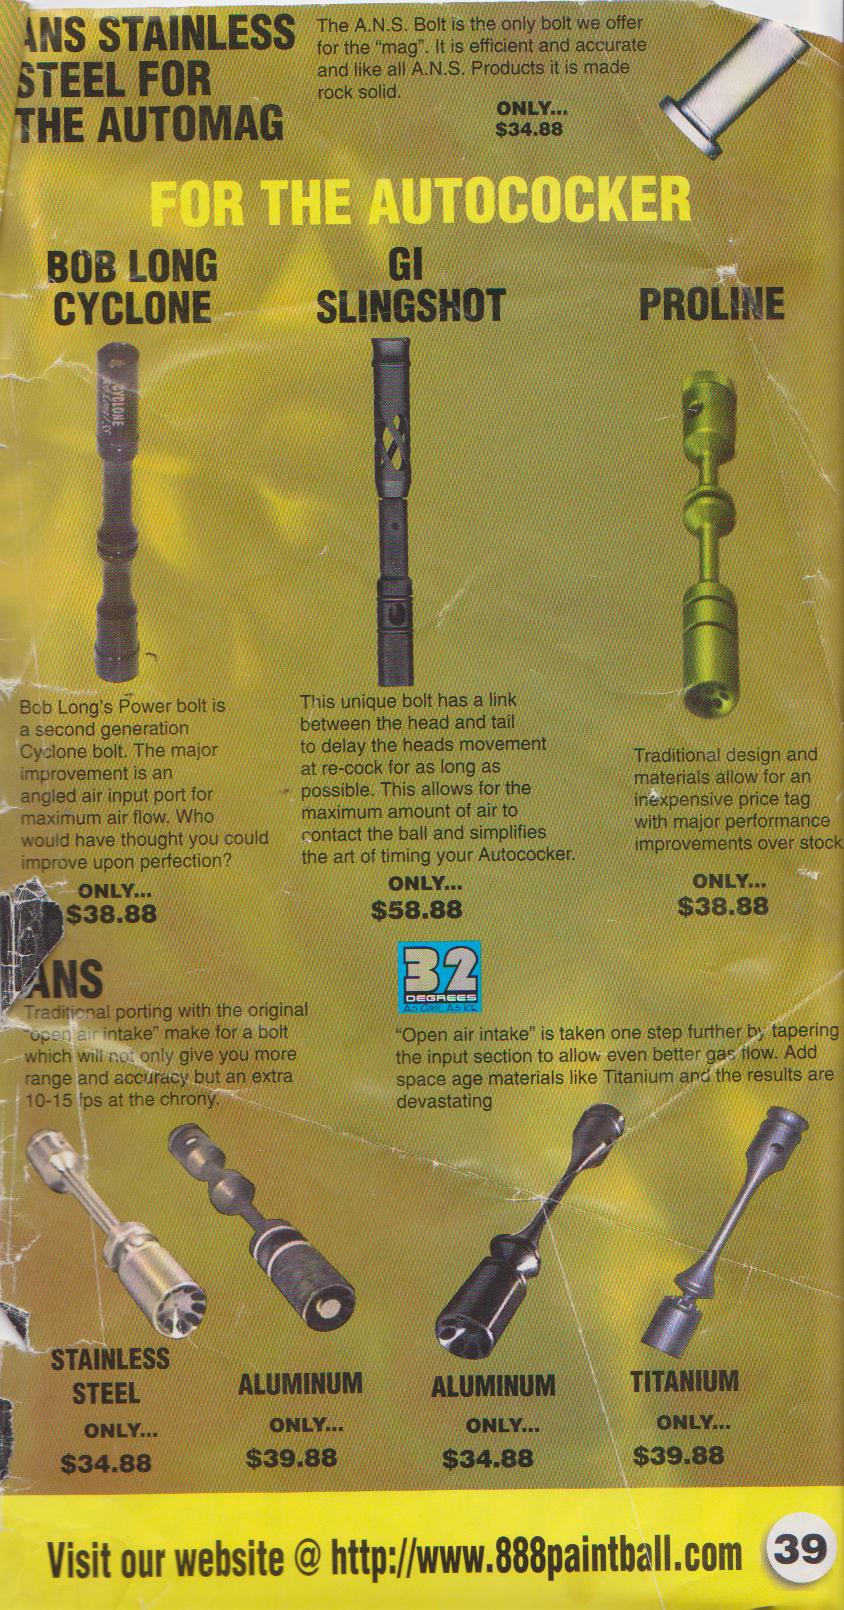 ANS STAINLESS
STEEL FOR
THE AUTOMAG
The A.N.S. Bolt is the only bolt we offer
for the "mag". It is efficient and accurate
and like all A.N.S. Products it is made
rock solid.
ONLY...
$34.88
FOR THE AUTOCOCKER
BOB LONG
CYCLONE
GI
SLINGSHOT
PROLINE
CYCLONE
Bob Long's Power bolt is
a second generation
Cyclone bolt. The major
improvement is an
angled air input port for
maximum air flow. Who
would have thought you could
improve upon perfection?
ONLY...
$38.88
This unique bolt has a link
between the head and tail
to delay the heads movement
at re-cock for as long as
possible. This allows for the
maximum amount of air to
contact the ball and simplifies
the art of timing your Autococker.
ONLY...
$58.88
Traditional design and
materials allow for an
inexpensive price tag
with major performance
improvements over stock
ONLY...
$38.88
ANS
Traditional porting with the original
"open air intake" make for a bolt
which will not only give you more
range and accuracy but an extra
10-15 fps at the chrony.
32
DEGREES
AS COOL AS ICE
"Open air intake" is taken one step further by tapering
the input section to allow even better gas flow. Add
space age materials like Titanium and the results are
devastating
STAINLESS
STEEL
ONLY...
$34.88
ALUMINUM
ONLY...
$39.88
ALUMINUM
ONLY...
$34.88
TITANIUM
ONLY...
$39.88
Visit our website @ http://www.888paintball.com
39